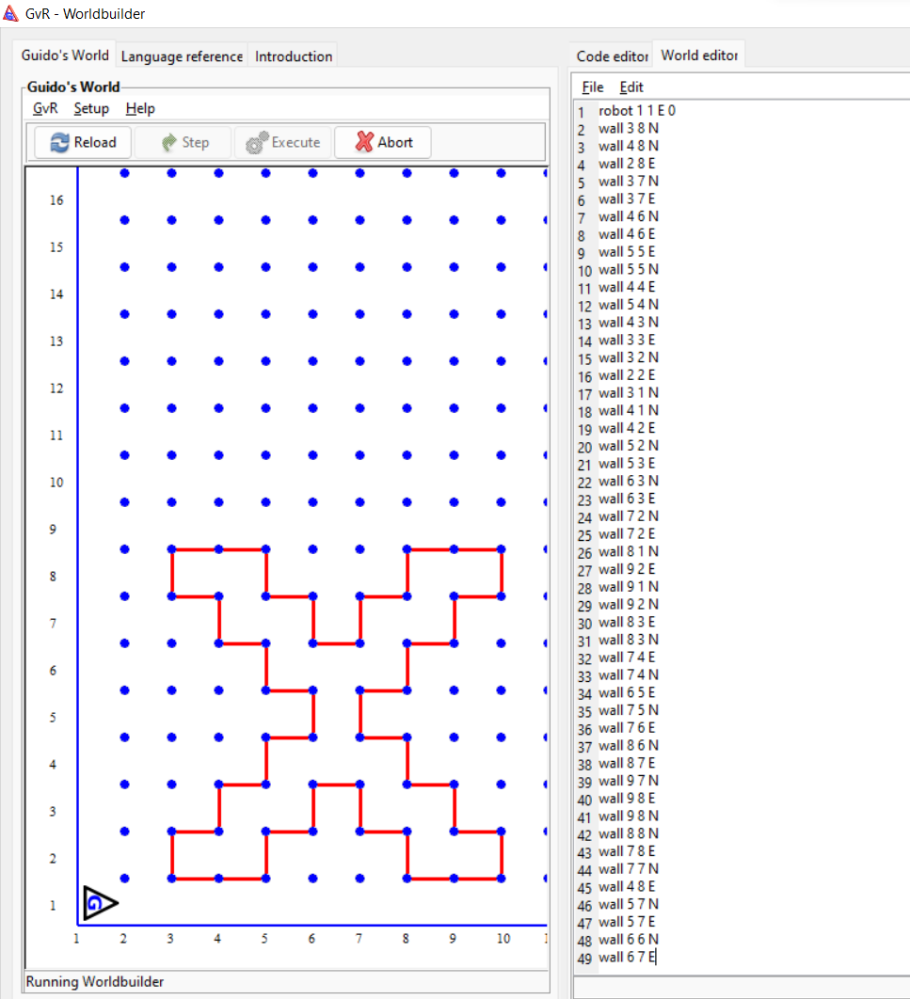 GvR - Worldbuilder
Guido's World Language reference Introduction
Guido's World
GvR Setup Help
Reload Step Execute Abort
16
15
14
13
12
11
10
9
8
7
6
5
4
3
2
1
G
1 2 3 4 5 6 7 8 9 10
Running Worldbuilder
Code editor World editor
File Edit
1 robot 1 1 E 0
2 wall 3 8 N
3 wall 4 8 N
4 wall 2 8 E
5 wall 3 7 N
6 wall 3 7 E
7 wall 4 6 N
8 wall 4 6 E
9 wall 5 5 E
10 wall 5 5 N
11 wall 4 4 E
12 wall 5 4 N
13 wall 4 3 N
14 wall 3 3 E
15 wall 3 2 N
16 wall 2 2 E
17 wall 3 1 N
18 wall 4 1 N
19 wall 4 2 E
20 wall 5 2 N
21 wall 5 3 E
22 wall 6 3 N
23 wall 6 3 E
24 wall 7 2 N
25 wall 7 2 E
26 wall 8 1 N
27 wall 9 2 E
28 wall 9 1 N
29 wall 9 2 N
30 wall 8 3 E
31 wall 8 3 N
32 wall 7 4 E
33 wall 7 4 N
34 wall 6 5 E
35 wall 7 5 N
36 wall 7 6 E
37 wall 8 6 N
38 wall 8 7 E
39 wall 9 7 N
40 wall 9 8 E
41 wall 9 8 N
42 wall 8 8 N
43 wall 7 8 E
44 wall 7 7 N
45 wall 4 8 E
46 wall 5 7 N
47 wall 5 7 E
48 wall 6 6 N
49 wall 6 7 E